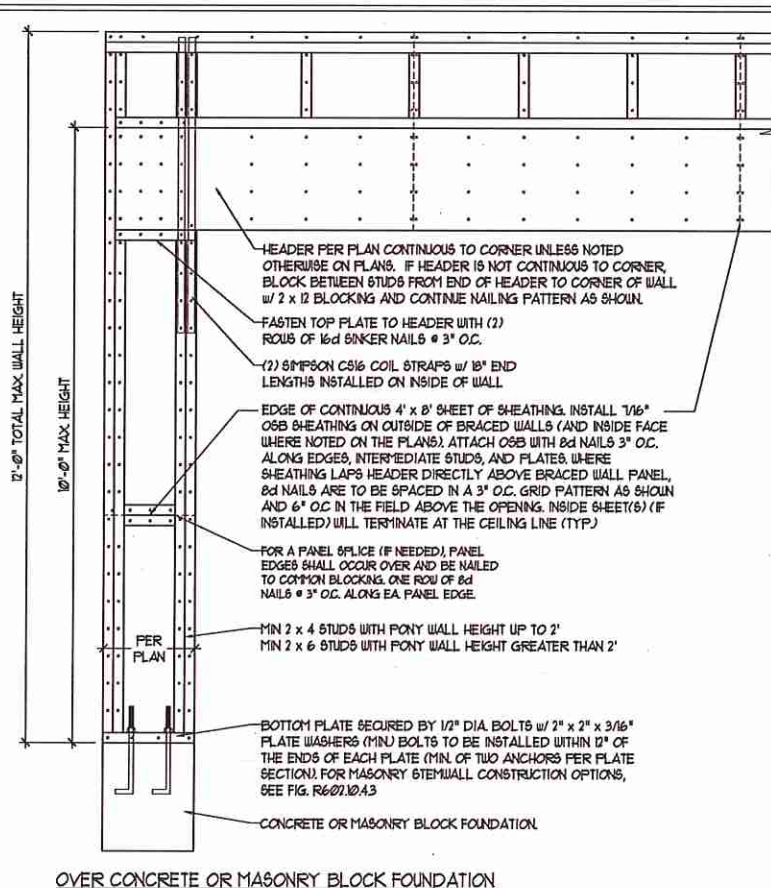 12'-0" TOTAL MAX. WALL HEIGHT
10'-0" MAX. HEIGHT
HEADER PER PLAN CONTINUOUS TO CORNER UNLESS NOTED
OTHERWISE ON PLANS. IF HEADER IS NOT CONTINUOUS TO CORNER,
BLOCK BETWEEN STUDS FROM END OF HEADER TO CORNER OF WALL
w/ 2 x 12 BLOCKING AND CONTINUE NAILING PATTERN AS SHOWN.
FASTEN TOP PLATE TO HEADER WITH (2)
ROWS OF 16d SINKER NAILS @ 3" O.C.
(2) SIMPSON CS16 COIL STRAPS w/ 18" END
LENGTHS INSTALLED ON INSIDE OF WALL
EDGE OF CONTINUOUS 4' x 8' SHEET OF SHEATHING. INSTALL 7/16"
OSB SHEATHING ON OUTSIDE OF BRACED WALLS (AND INSIDE FACE
WHERE NOTED ON THE PLANS). ATTACH OSB WITH 8d NAILS 3" O.C.
ALONG EDGES, INTERMEDIATE STUDS, AND PLATES. WHERE
SHEATHING LAPS HEADER DIRECTLY ABOVE BRACED WALL PANEL,
8d NAILS ARE TO BE SPACED IN A 3" O.C. GRID PATTERN AS SHOWN
AND 6" O.C IN THE FIELD ABOVE THE OPENING. INSIDE SHEET(S) (IF
INSTALLED) WILL TERMINATE AT THE CEILING LINE (TYP.)
FOR A PANEL SPLICE (IF NEEDED), PANEL
EDGES SHALL OCCUR OVER AND BE NAILED
TO COMMON BLOCKING. ONE ROW OF 8d
NAILS @ 3" O.C. ALONG EA. PANEL EDGE.
PER
PLAN
MIN 2 x 4 STUDS WITH PONY WALL HEIGHT UP TO 2'
MIN 2 x 6 STUDS WITH PONY WALL HEIGHT GREATER THAN 2'
BOTTOM PLATE SECURED BY 1/2" DIA. BOLTS w/ 2" x 2" x 3/16"
PLATE WASHERS (MIN.) BOLTS TO BE INSTALLED WITHIN 12" OF
THE ENDS OF EACH PLATE (MIN. OF TWO ANCHORS PER PLATE
SECTION). FOR MASONRY STEMWALL CONSTRUCTION OPTIONS,
SEE FIG. R602.10.4.3
CONCRETE OR MASONRY BLOCK FOUNDATION.
OVER CONCRETE OR MASONRY BLOCK FOUNDATION